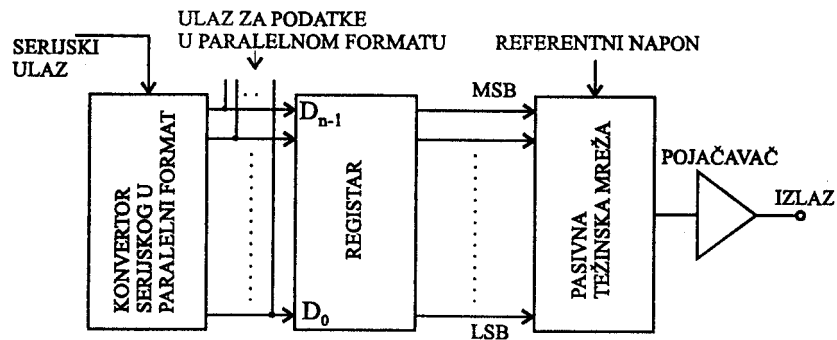 ULAZ ZA PODATKE
U PARALELNOM FORMATU
SERIJSKI
ULAZ
REFERENTNI NAPON
KONVERTOR
SERIJSKOG U
PARALELNI FORMAT
Dn-1
D0
REGISTAR
MSB
LSB
PASIVNA
TEŽINSKA MREŽA
POJAČAVAČ
IZLAZ